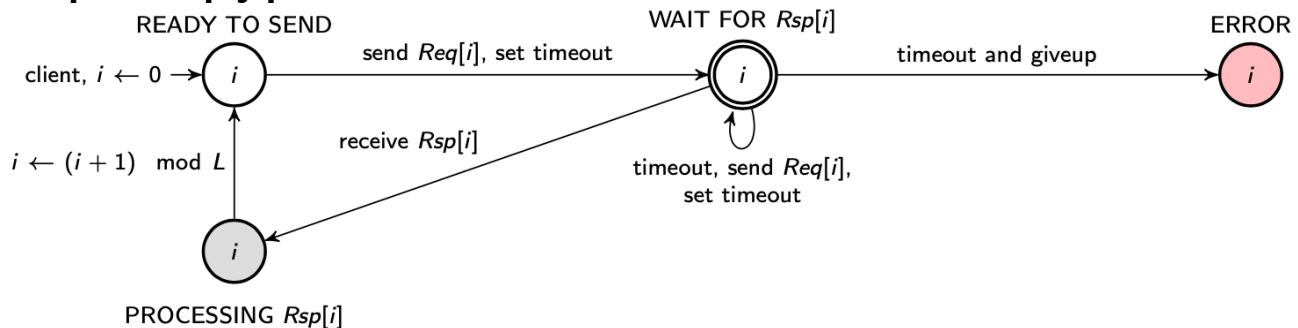 READY TO SEND
WAIT FOR Rsp[i]
ERROR
client, i ← 0
i
send Req[i], set timeout
i
timeout and giveup
i
receive Rsp[i]
i ← (i + 1) mod L
timeout, send Req[i],
set timeout
i
PROCESSING Rsp[i]